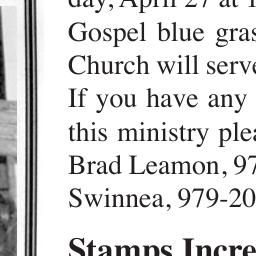 day, April 27 at 1
Gospel blue gras
Church will serve
If you have any
this ministry plea
Brad Leamon, 97
Swinnea, 979-20
Stamps Incre